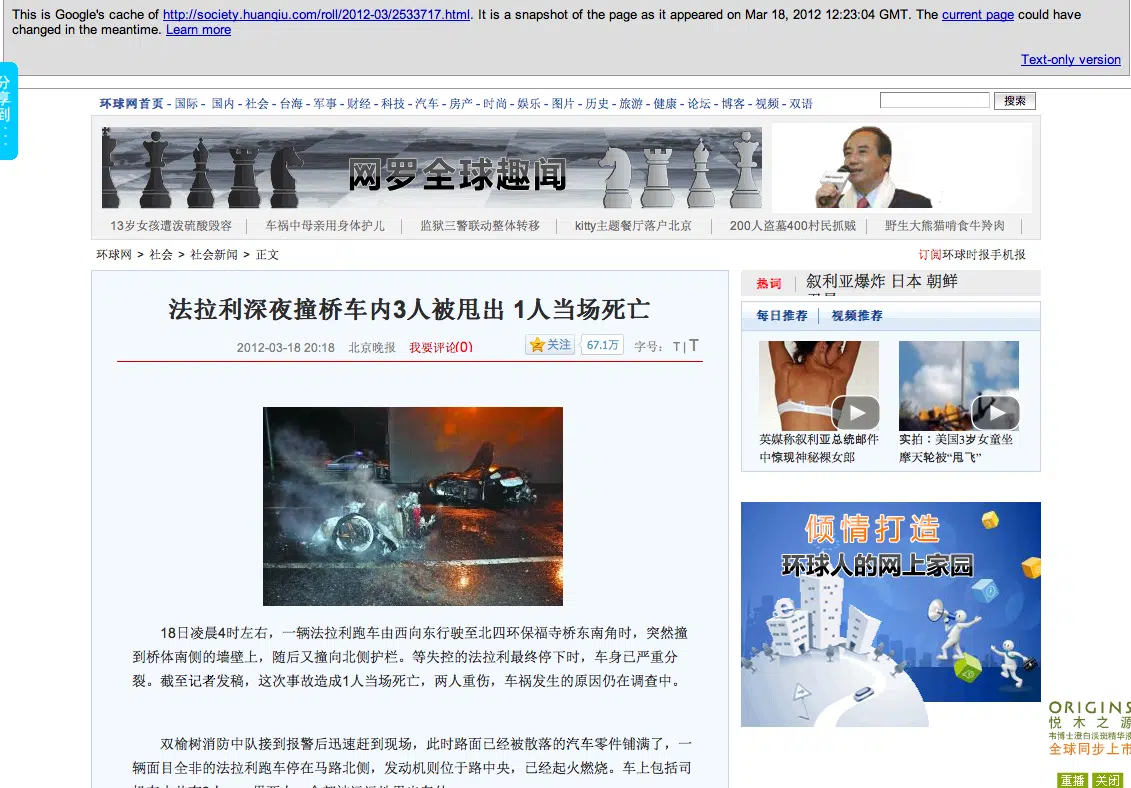 This is Google's cache of http://society.huanqiu.com/roll/2012-03/2533717.html. It is a snapshot of the page as it appeared on Mar 18, 2012 12:23:04 GMT. The current page could have
changed in the meantime. Learn more
Text-only version
分
享
到
环球网首页 - 国际 - 国内 - 社会 - 台海 - 军事 - 财经 - 科技 - 汽车 - 房产 - 时尚 - 娱乐 - 图片 - 历史 - 旅游 - 健康 - 论坛 - 博客 - 视频 - 双语
搜索
网罗全球趣闻
13岁女孩遭泼硫酸毁容 车祸中母亲用身体护儿 监狱三警联动整体转移 kitty主题餐厅落户北京 200人盗墓400村民抓贼 野生大熊猫啃食牛羚肉
环球网 > 社会 > 社会新闻 > 正文
订阅环球时报手机报
法拉利深夜撞桥车内3人被甩出 1人当场死亡
2012-03-18 20:18 北京晚报 我要评论(0)
关注 67.1万 字号： T | T
18日凌晨4时左右，一辆法拉利跑车由西向东行驶至北四环保福寺桥东南角时，突然撞
到桥体南侧的墙壁上，随后又撞向北侧护栏。等失控的法拉利最终停下时，车身已严重分
裂。截至记者发稿，这次事故造成1人当场死亡，两人重伤，车祸发生的原因仍在调查中。
双榆树消防中队接到报警后迅速赶到现场，此时路面已经被散落的汽车零件铺满了，一
辆面目全非的法拉利跑车停在马路北侧，发动机则位于路中央，已经起火燃烧。车上包括司
热词 叙利亚爆炸 日本 朝鲜
每日推荐 视频推荐
英媒称叙利亚总统邮件
中惊现神秘裸女郎
实拍：美国3岁女童坐
摩天轮被“甩飞”
倾情打造
环球人的网上家园
ORIGINS
悦木之源
韦博士澄白淡斑精华液
全球同步上市
重播 关闭